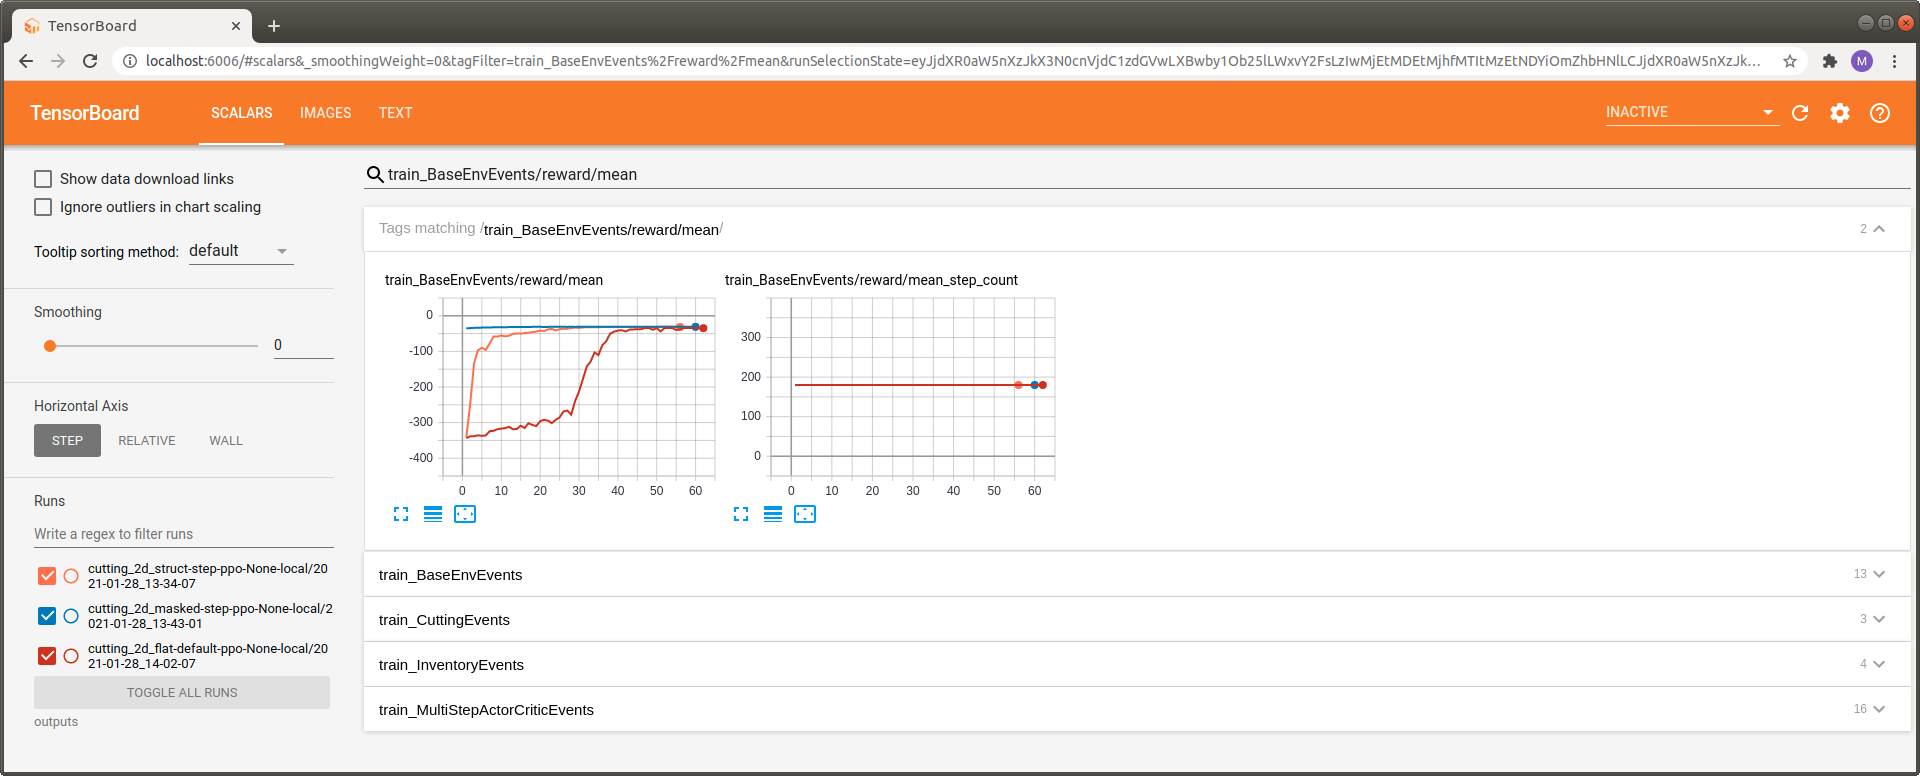 TensorBoard
localhost:6006/#scalars&_smoothingWeight=0&tagFilter=train_BaseEnvEvents%2Freward%2Fmean&runSelectionState=eyJjdXR0aW5nXzJkX3N0cnVjdC1zdGVwLXBwby1Ob25lLWxvY2FsLzIwMjEtMDEtMjhfMTItMzEtNDYiOmZhbHNlLCJjdXR0aW5nXzJk...
M
TensorBoard
SCALARS
IMAGES
TEXT
INACTIVE
Show data download links
Ignore outliers in chart scaling
Tooltip sorting method: default
Smoothing
0
Horizontal Axis
STEP
RELATIVE
WALL
Runs
Write a regex to filter runs
cutting_2d_struct-step-ppo-None-local/20
21-01-28_13-34-07
cutting_2d_masked-step-ppo-None-local/2
021-01-28_13-43-01
cutting_2d_flat-default-ppo-None-local/20
21-01-28_14-02-07
TOGGLE ALL RUNS
outputs
train_BaseEnvEvents/reward/mean
Tags matching /train_BaseEnvEvents/reward/mean/
2
train_BaseEnvEvents/reward/mean
0
-100
-200
-300
-400
0 10 20 30 40 50 60
train_BaseEnvEvents/reward/mean_step_count
300
200
100
0
0 10 20 30 40 50 60
train_BaseEnvEvents
13
train_CuttingEvents
3
train_InventoryEvents
4
train_MultiStepActorCriticEvents
16